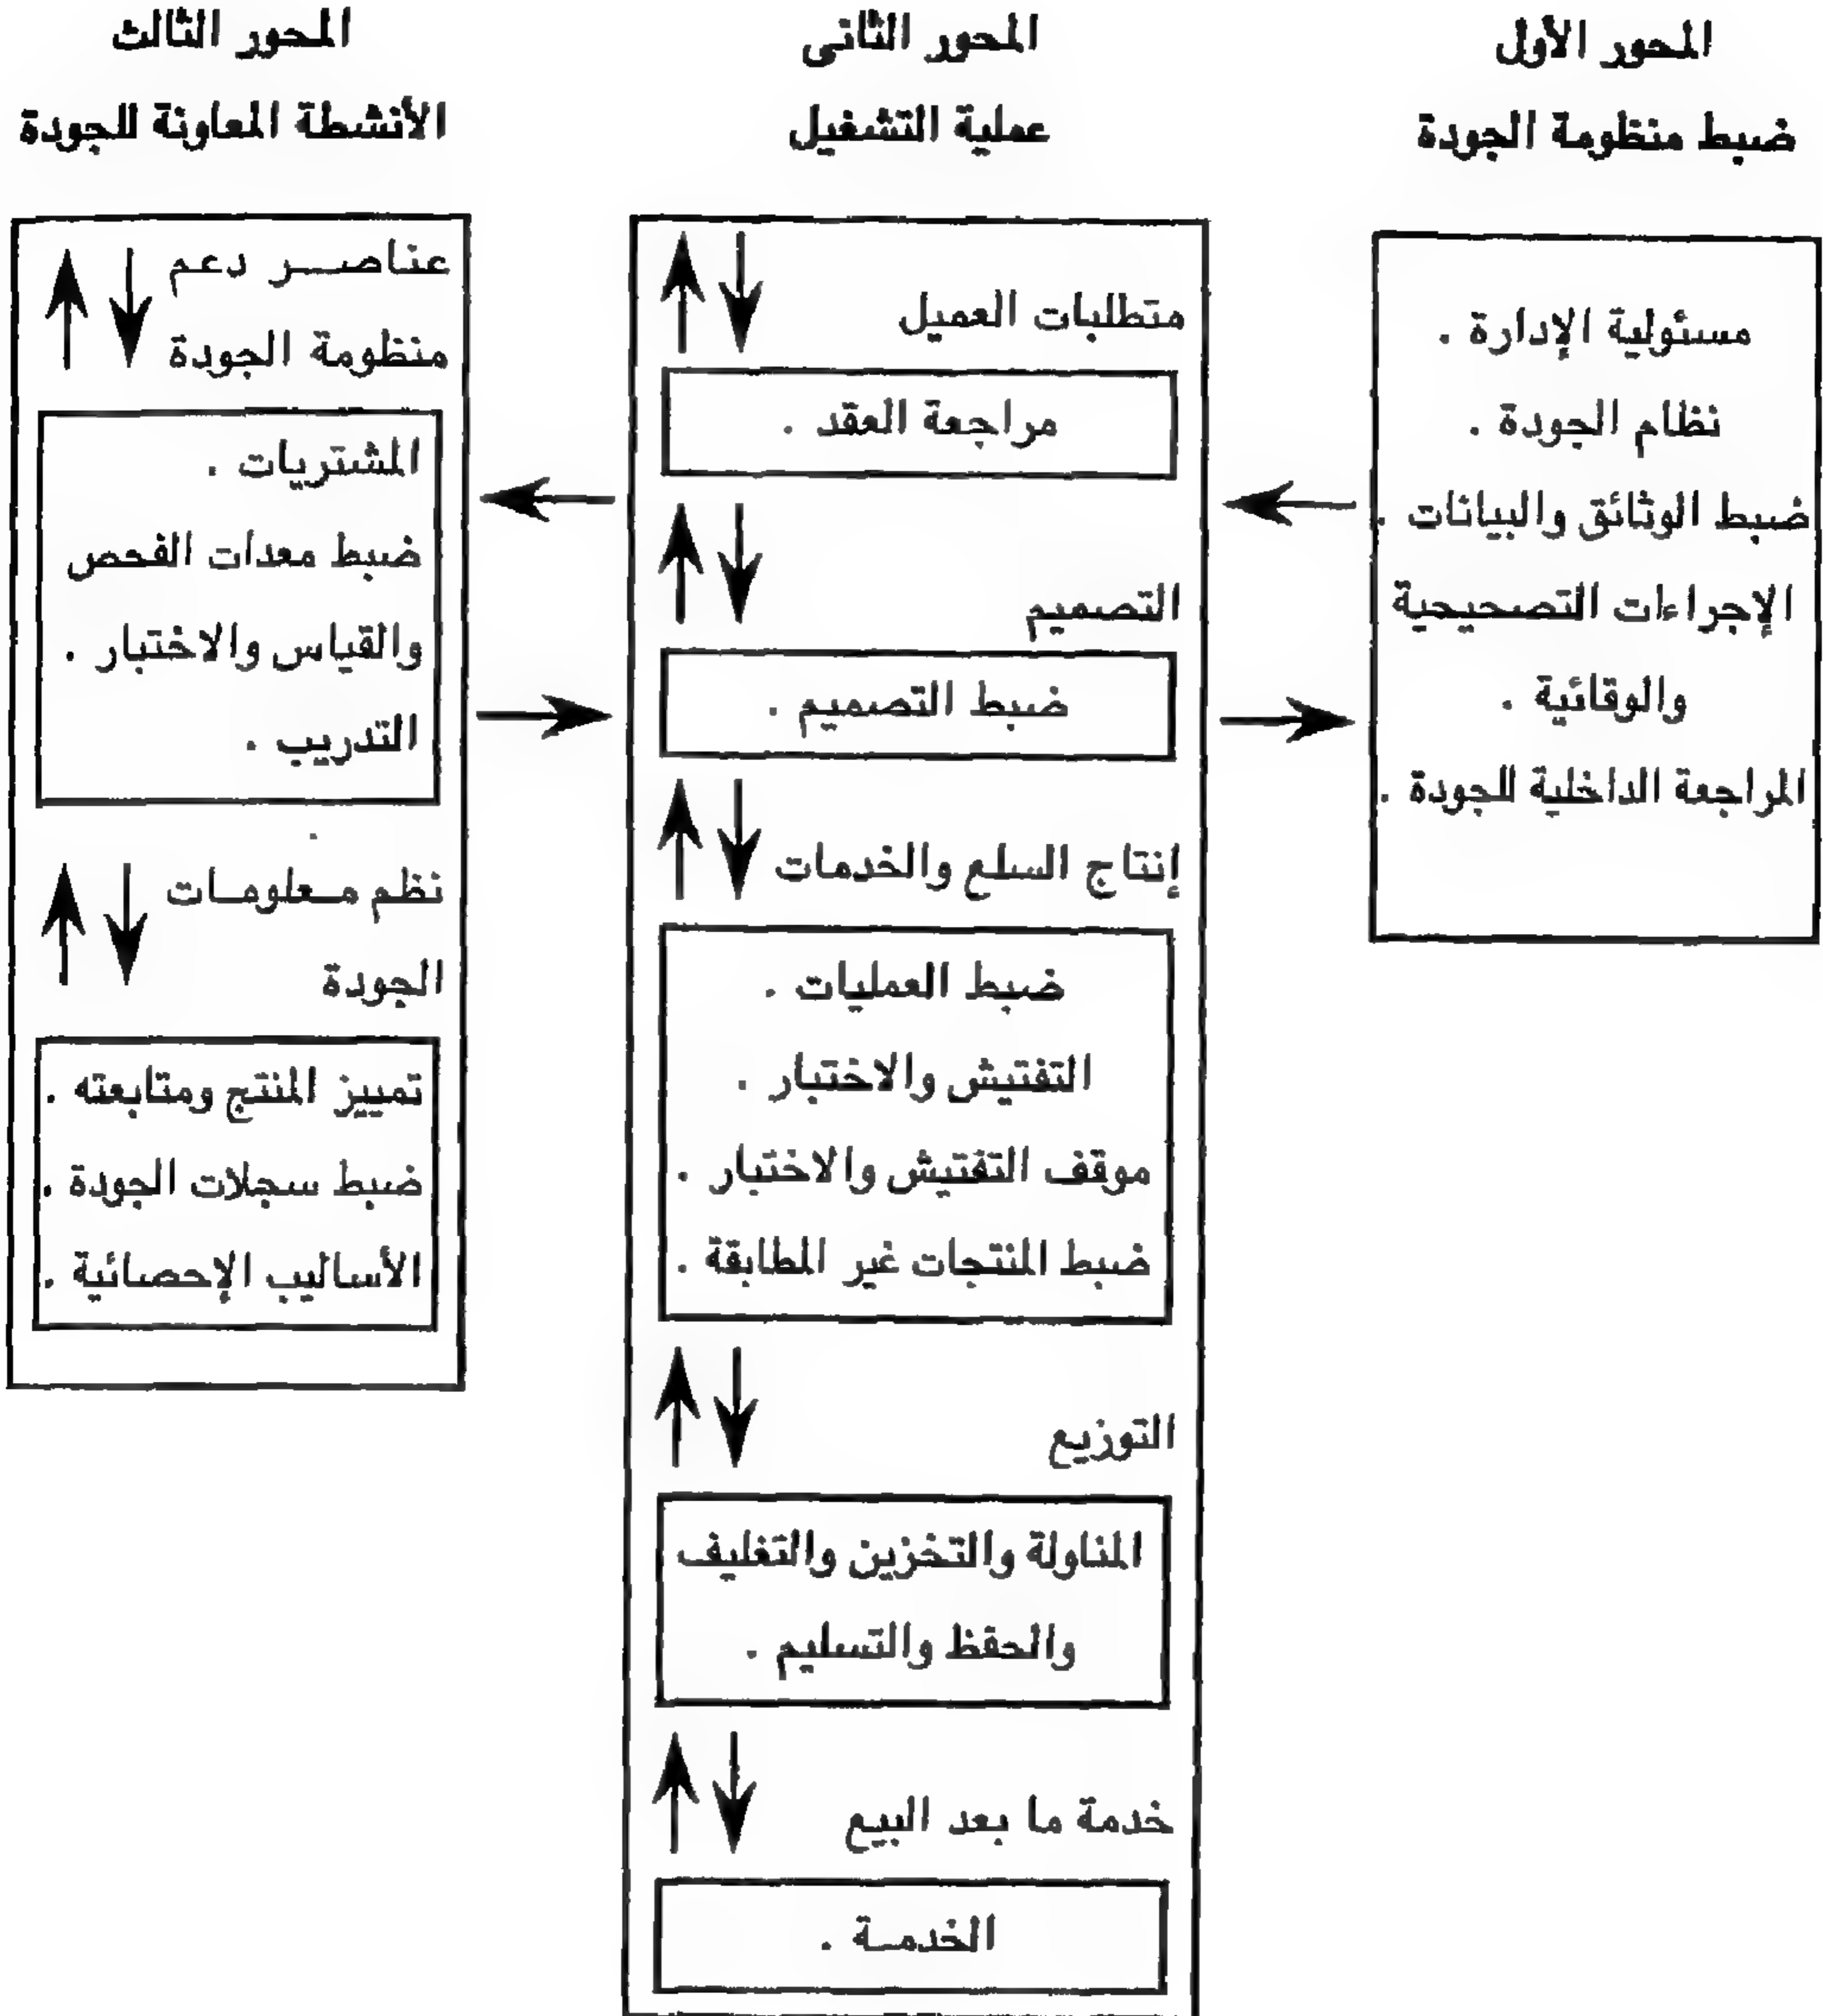 المحور الأول
ضبط منظومة الجودة
مسئولية الإدارة .
نظام الجودة .
ضبط الوثائق والبيانات .
الإجراءات التصحيحية
والوقائية .
المراجعة الداخلية للجودة .
المحور الثانى
عملية التشغيل
متطلبات العميل
مراجعة العقد .
التصميم
ضبط التصميم .
إنتاج السلع والخدمات
ضبط العمليات .
التفتيش والاختبار .
موقف التفتيش والاختبار .
ضبط المنتجات غير المطابقة .
التوزيع
المناولة والتخزين والتغليف
والحفظ والتسليم .
خدمة ما بعد البيع
الخدمـة .
المحور الثالث
الأنشطة المعاونة للجودة
عناصـــر دعم
منظومة الجودة
المشتريات .
ضبط معدات الفحص
والقياس والاختبار .
التدريب .
نظم مـعلومـات
الجودة
تمييز المنتج ومتابعته .
ضبط سجلات الجودة .
الأساليب الإحصائية .